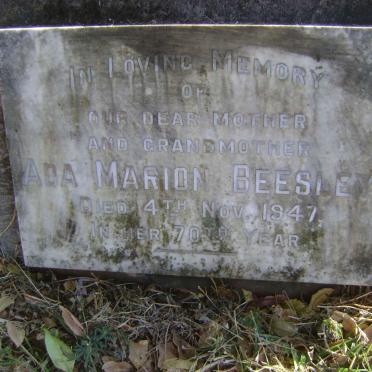 In Loving Memory
of
our dear mother
and grandmother
Ada Marion Beesley
Died 4th Nov. 1947.
In her 70th year